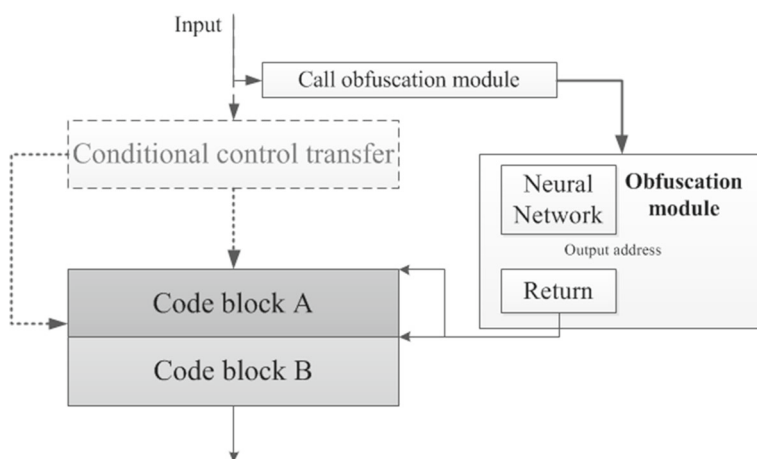 Input
Call obfuscation module
Conditional control transfer
Neural
Network
Obfuscation
module
Output address
Return
Code block A
Code block B